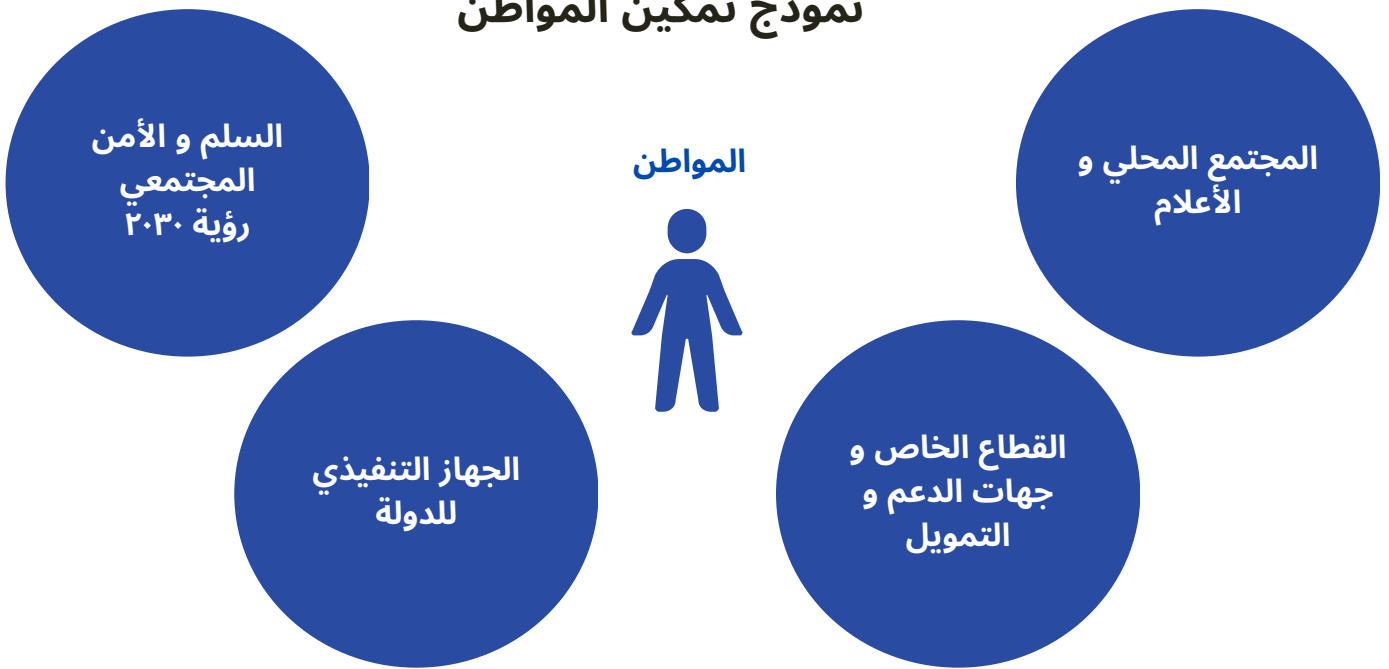 نموذج تمكين المواطن
المجتمع المحلي و
الأعلام
المواطن
السلم و الأمن
المجتمعي
رؤية ٢٠٣٠
القطاع الخاص و
جهات الدعم و
التمويل
الجهاز التنفيذي
للدولة